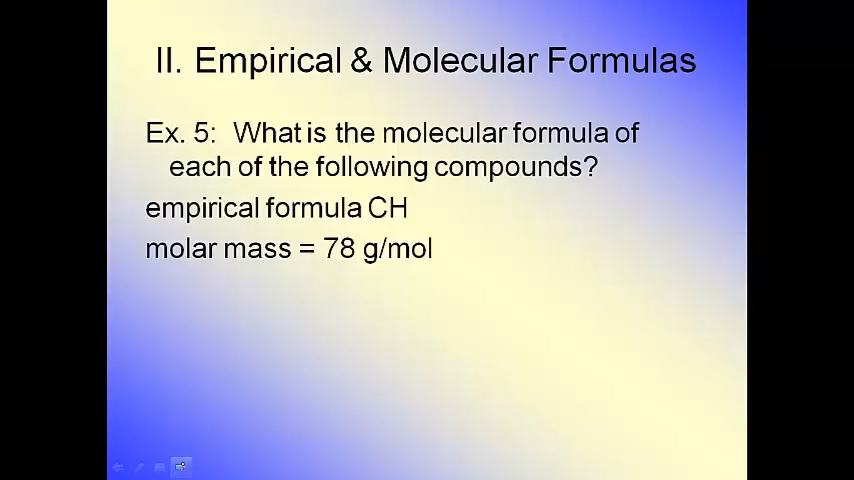 II. Empirical & Molecular Formulas
Ex. 5: What is the molecular formula of
each of the following compounds?
empirical formula CH
molar mass = 78 g/mol